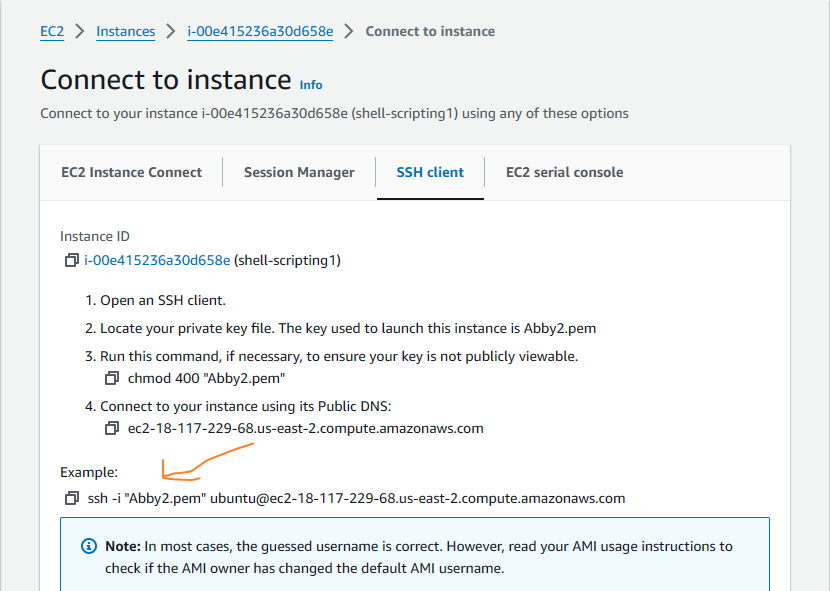 EC2 > Instances > i-00e415236a30d658e > Connect to instance
Connect to instance Info
Connect to your instance i-00e415236a30d658e (shell-scripting1) using any of these options
EC2 Instance Connect Session Manager SSH client EC2 serial console
Instance ID
i-00e415236a30d658e (shell-scripting1)
1. Open an SSH client.
2. Locate your private key file. The key used to launch this instance is Abby2.pem
3. Run this command, if necessary, to ensure your key is not publicly viewable.
chmod 400 "Abby2.pem"
4. Connect to your instance using its Public DNS:
ec2-18-117-229-68.us-east-2.compute.amazonaws.com
Example:
ssh -i "Abby2.pem" ubuntu@ec2-18-117-229-68.us-east-2.compute.amazonaws.com
Note: In most cases, the guessed username is correct. However, read your AMI usage instructions to
check if the AMI owner has changed the default AMI username.